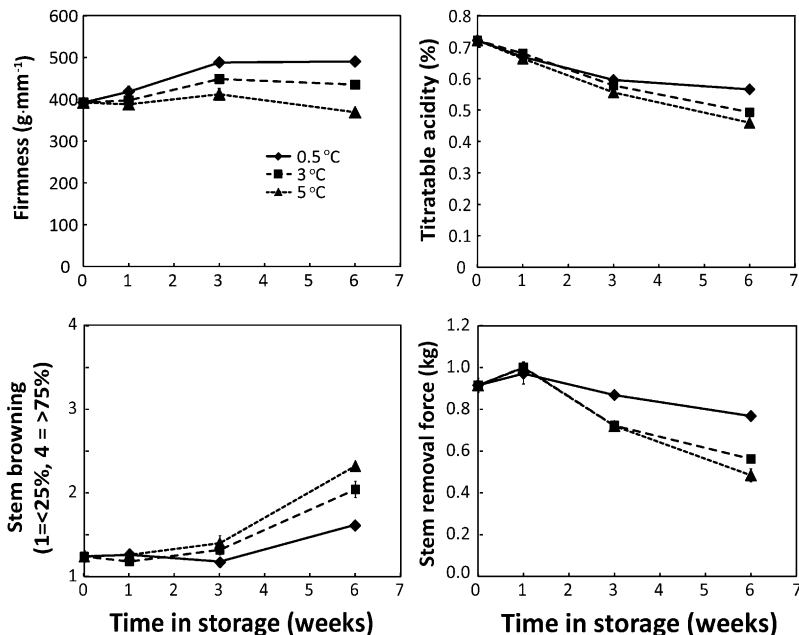 Firmness (g·mm⁻¹)
600
500
400
300
200
100
0
0 1 2 3 4 5 6 7
0.5 °C
3 °C
5 °C
Titratable acidity (%)
0.8
0.7
0.6
0.5
0.4
0.3
0.2
0.1
0
0 1 2 3 4 5 6 7
Stem browning
(1=<25%, 4 = >75%)
4
3
2
1
0 1 2 3 4 5 6 7
Time in storage (weeks)
Stem removal force (kg)
1.2
1.0
0.8
0.6
0.4
0.2
0.0
0 1 2 3 4 5 6 7
Time in storage (weeks)